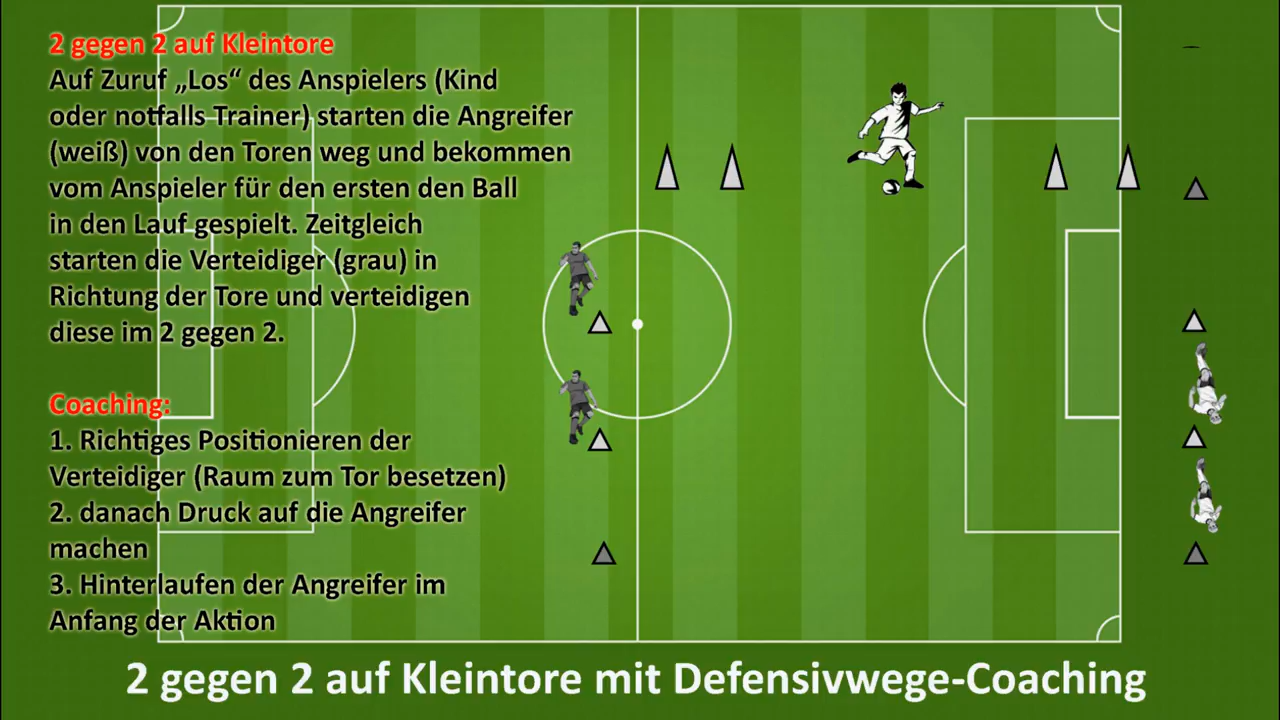 2 gegen 2 auf Kleintore
Auf Zuruf „Los“ des Anspielers (Kind
oder notfalls Trainer) starten die Angreifer
(weiß) von den Toren weg und bekommen
vom Anspieler für den ersten den Ball
in den Lauf gespielt. Zeitgleich
starten die Verteidiger (grau) in
Richtung der Tore und verteidigen
diese im 2 gegen 2.
Coaching:
1. Richtiges Positionieren der
Verteidiger (Raum zum Tor besetzen)
2. danach Druck auf die Angreifer
machen
3. Hinterlaufen der Angreifer im
Anfang der Aktion
2 gegen 2 auf Kleintore mit Defensivwege-Coaching